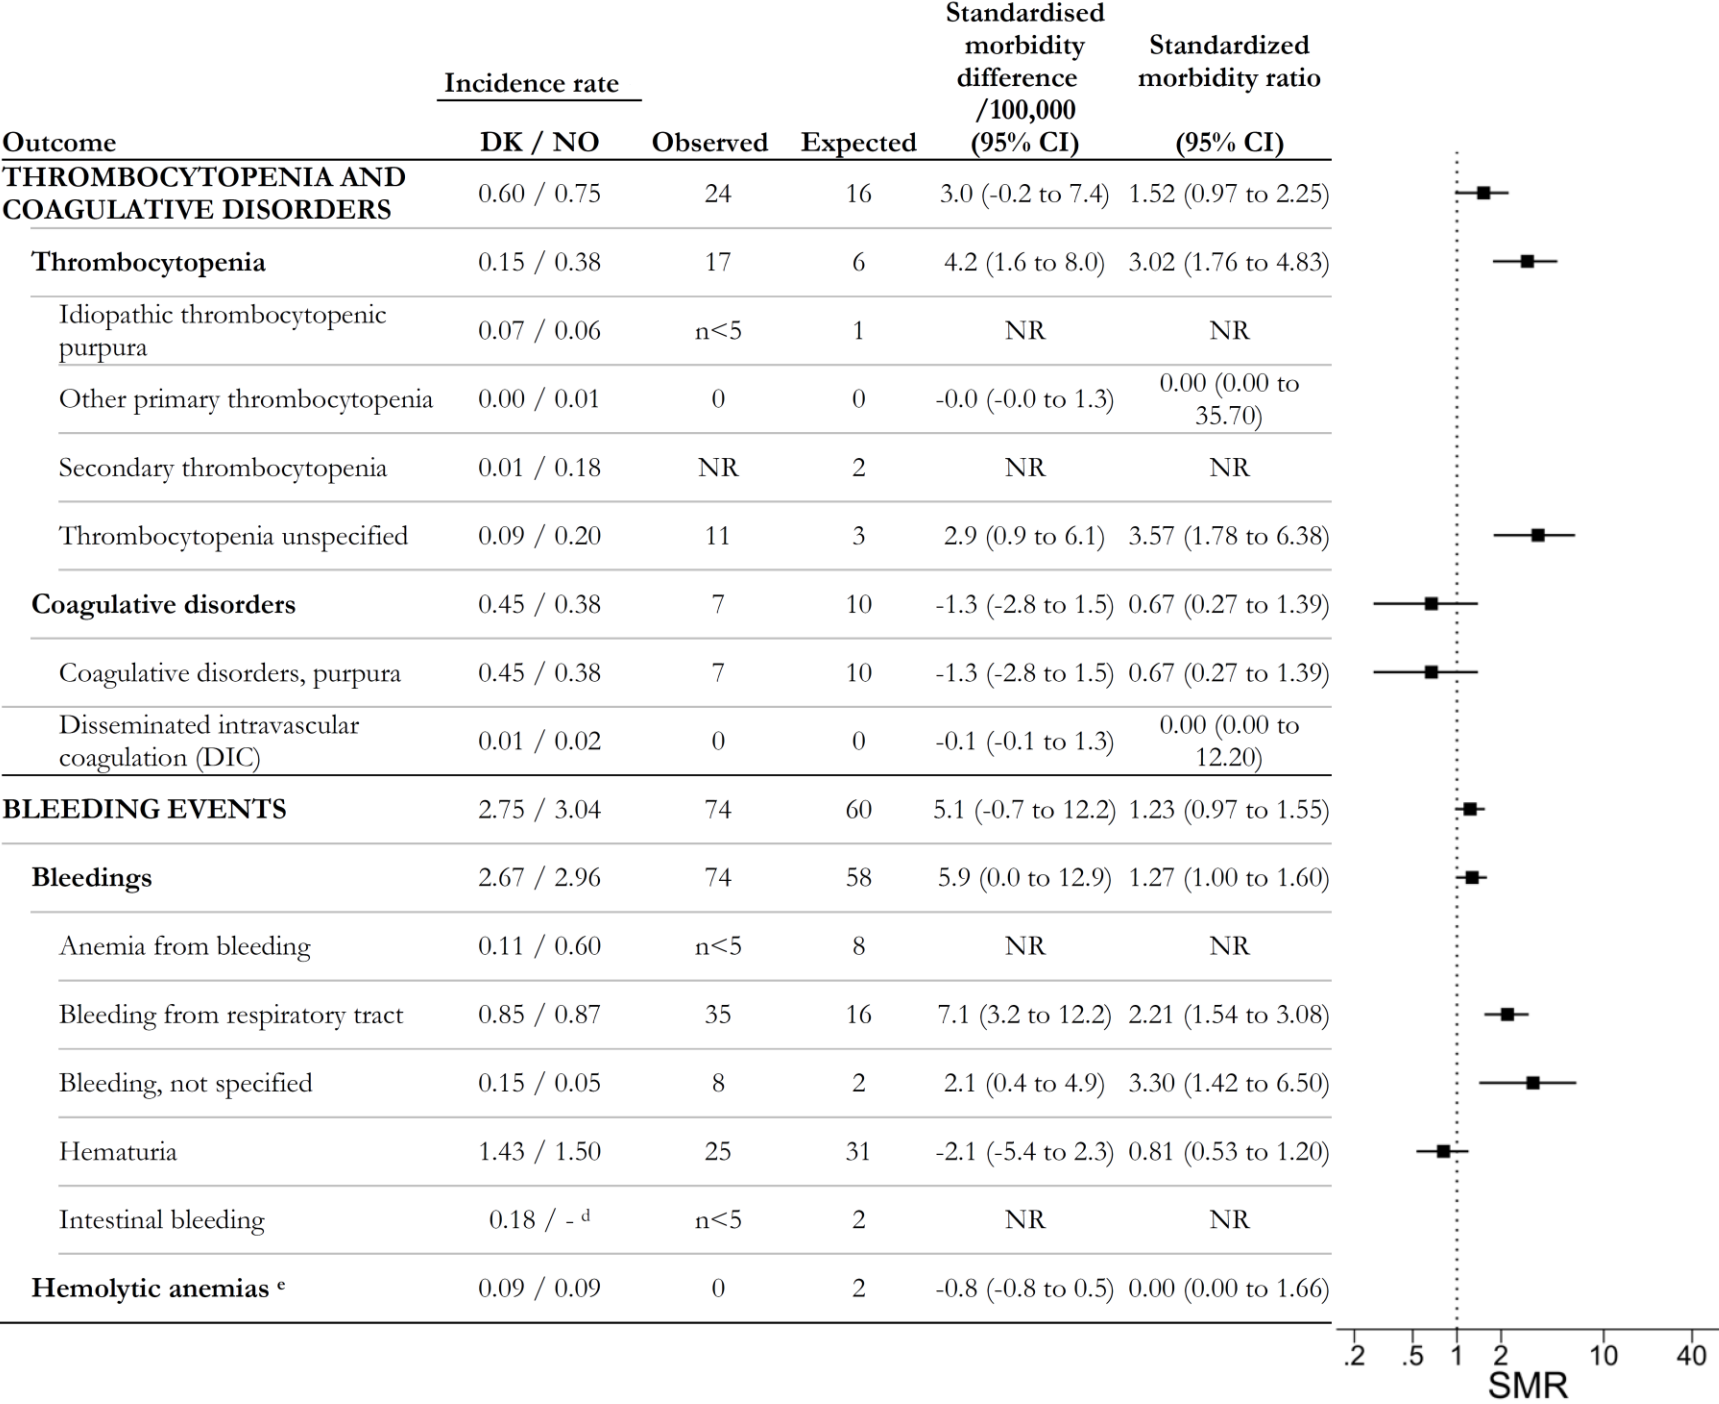 Standardised
morbidity Standardized
difference morbidity ratio
Incidence rate
/100,000
Outcome DK / NO Observed Expected (95% CI) (95% CI)
THROMBOCYTOPENIA AND
COAGULATIVE DISORDERS 0.60 / 0.75 24 16 3.0 (-0.2 to 7.4) 1.52 (0.97 to 2.25)
Thrombocytopenia 0.15 / 0.38 17 6 4.2 (1.6 to 8.0) 3.02 (1.76 to 4.83)
Idiopathic thrombocytopenic
purpura 0.07 / 0.06 n<5 1 NR NR
Other primary thrombocytopenia 0.00 / 0.01 0 0 -0.0 (-0.0 to 1.3) 0.00 (0.00 to
35.70)
Secondary thrombocytopenia 0.01 / 0.18 NR 2 NR NR
Thrombocytopenia unspecified 0.09 / 0.20 11 3 2.9 (0.9 to 6.1) 3.57 (1.78 to 6.38)
Coagulative disorders 0.45 / 0.38 7 10 -1.3 (-2.8 to 1.5) 0.67 (0.27 to 1.39)
Coagulative disorders, purpura 0.45 / 0.38 7 10 -1.3 (-2.8 to 1.5) 0.67 (0.27 to 1.39)
Disseminated intravascular
coagulation (DIC) 0.01 / 0.02 0 0 -0.1 (-0.1 to 1.3) 0.00 (0.00 to
12.20)
BLEEDING EVENTS 2.75 / 3.04 74 60 5.1 (-0.7 to 12.2) 1.23 (0.97 to 1.55)
Bleedings 2.67 / 2.96 74 58 5.9 (0.0 to 12.9) 1.27 (1.00 to 1.60)
Anemia from bleeding 0.11 / 0.60 n<5 8 NR NR
Bleeding from respiratory tract 0.85 / 0.87 35 16 7.1 (3.2 to 12.2) 2.21 (1.54 to 3.08)
Bleeding, not specified 0.15 / 0.05 8 2 2.1 (0.4 to 4.9) 3.30 (1.42 to 6.50)
Hematuria 1.43 / 1.50 25 31 -2.1 (-5.4 to 2.3) 0.81 (0.53 to 1.20)
Intestinal bleeding 0.18 / - d n<5 2 NR NR
Hemolytic anemias e 0.09 / 0.09 0 2 -0.8 (-0.8 to 0.5) 0.00 (0.00 to 1.66)
.2 .5 1 2 10 40
SMR